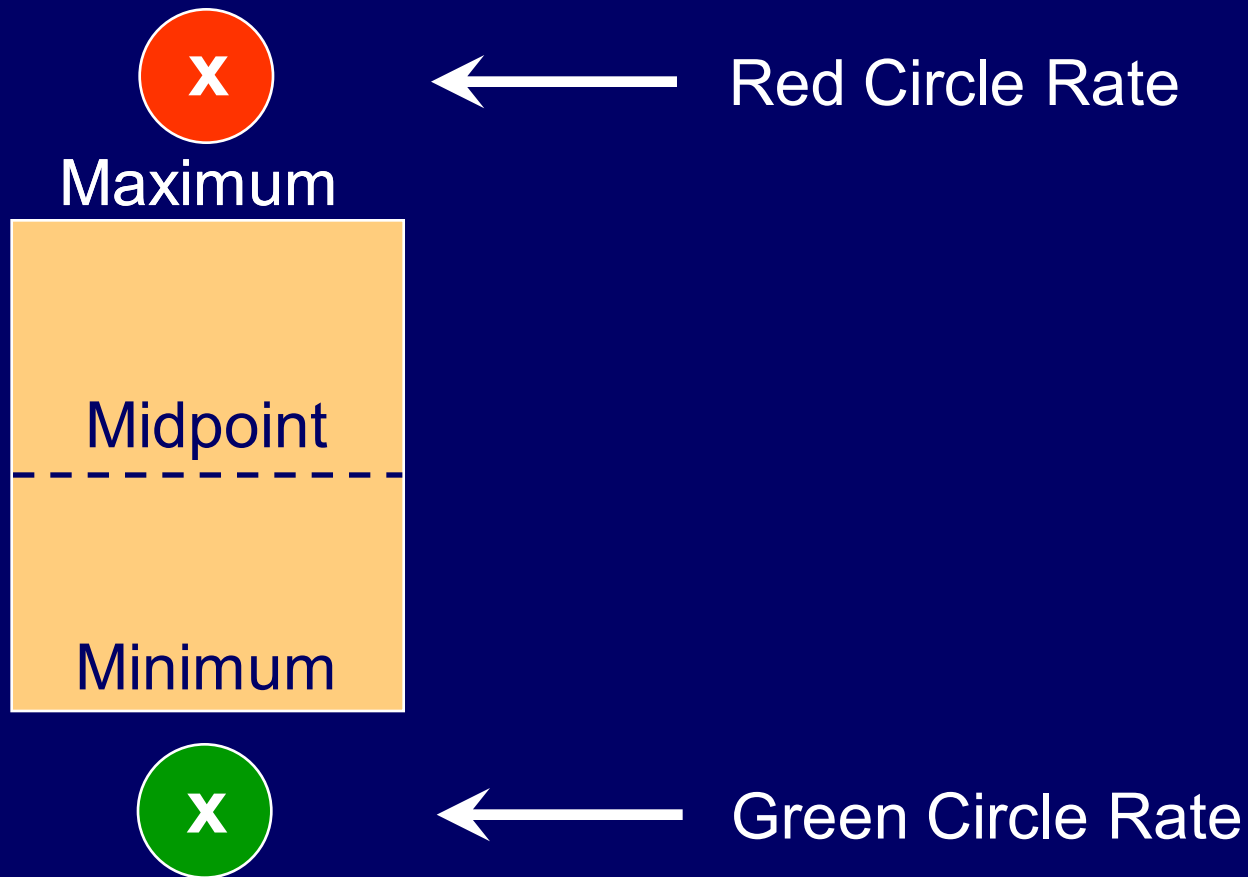 x
Red Circle Rate
Maximum
Midpoint
Minimum
x
Green Circle Rate